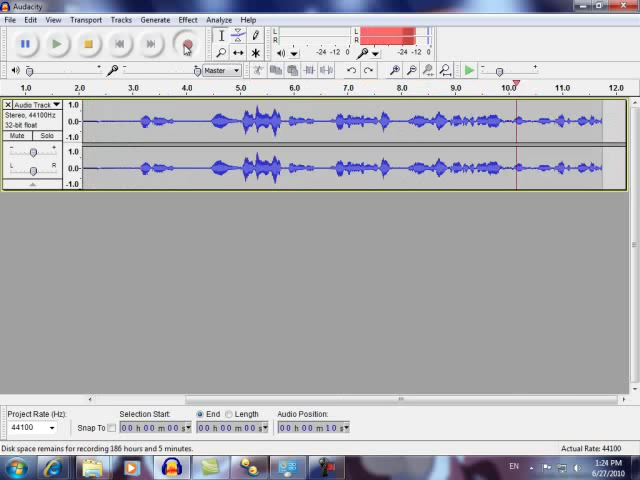 Audacity
File Edit View Transport Tracks Generate Effect Analyze Help
L
R
-24 -12 0
L
R
-24 -12 0
Master
1.0 2.0 3.0 4.0 5.0 6.0 7.0 8.0 9.0 10.0 11.0 12.0
Audio Track
Stereo, 44100Hz
32-bit float
Mute Solo
- +
L R
1.0
0.0
-1.0
1.0
0.0
-1.0
Project Rate (Hz):
44100
Snap To
Selection Start:
End
Length
Audio Position:
00 h 00 m 00 s
00 h 00 m 00 s
00 h 00 m 10 s
Disk space remains for recording 186 hours and 5 minutes.
Actual Rate: 44100
EN
1:24 PM
6/27/2010